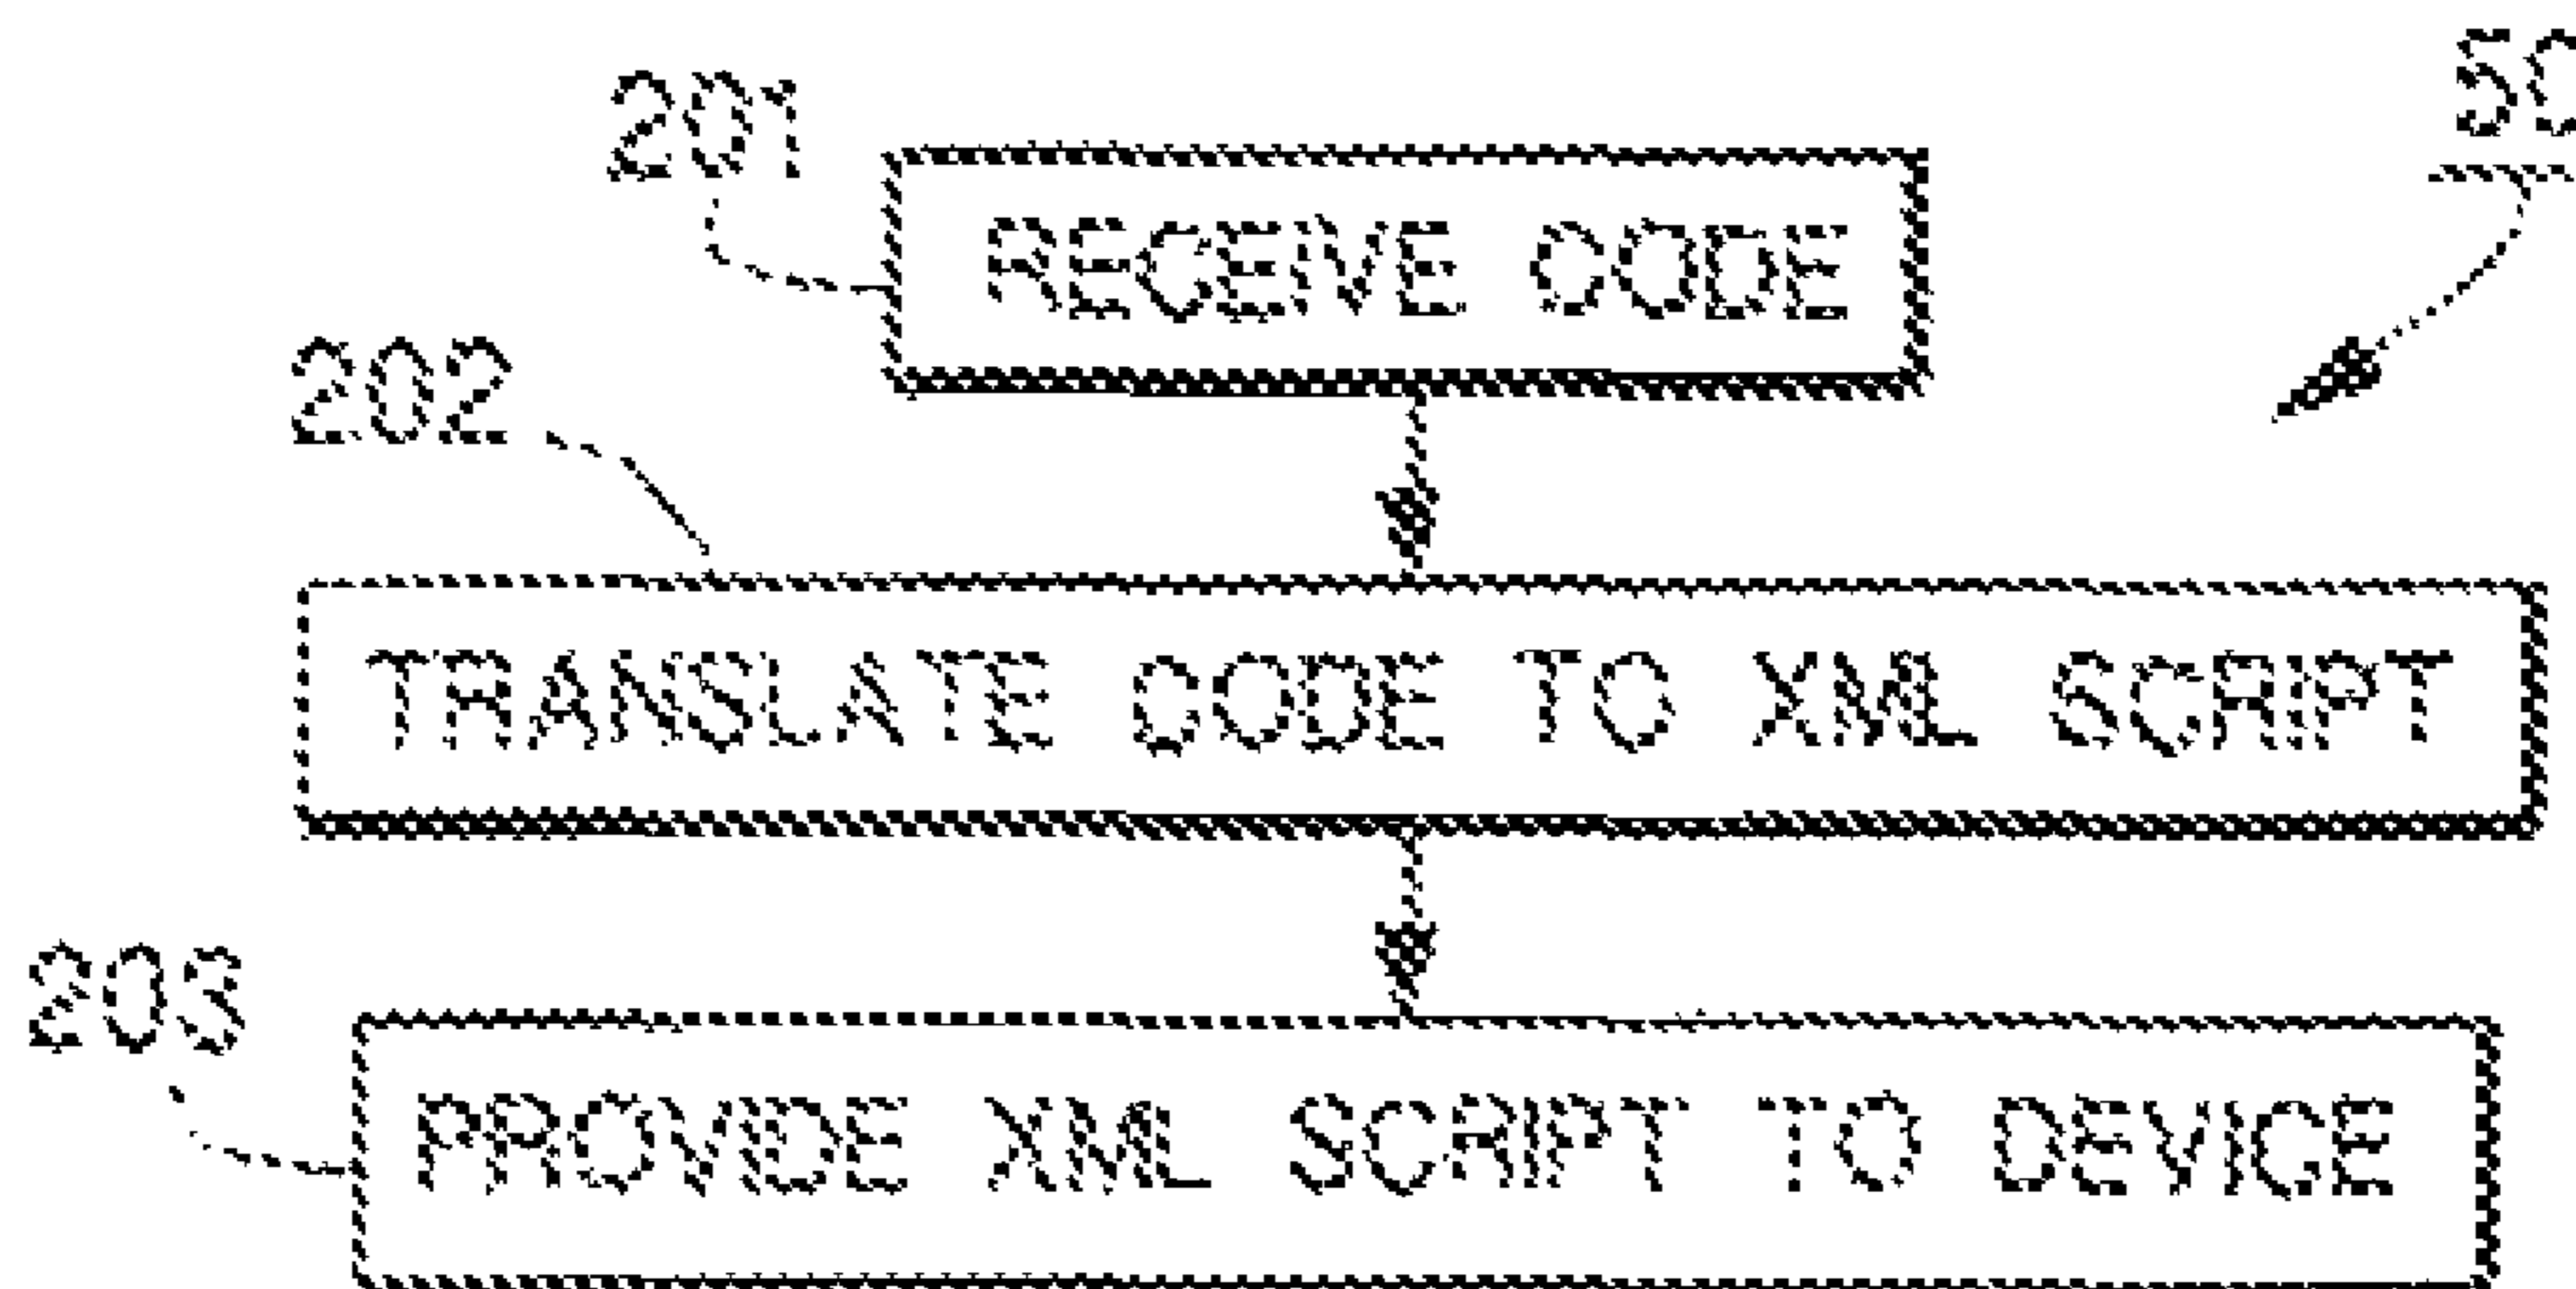 201
RECEIVE CODE
202
TRANSLATE CODE TO XML SCRIPT
203
PROVIDE XML SCRIPT TO DEVICE